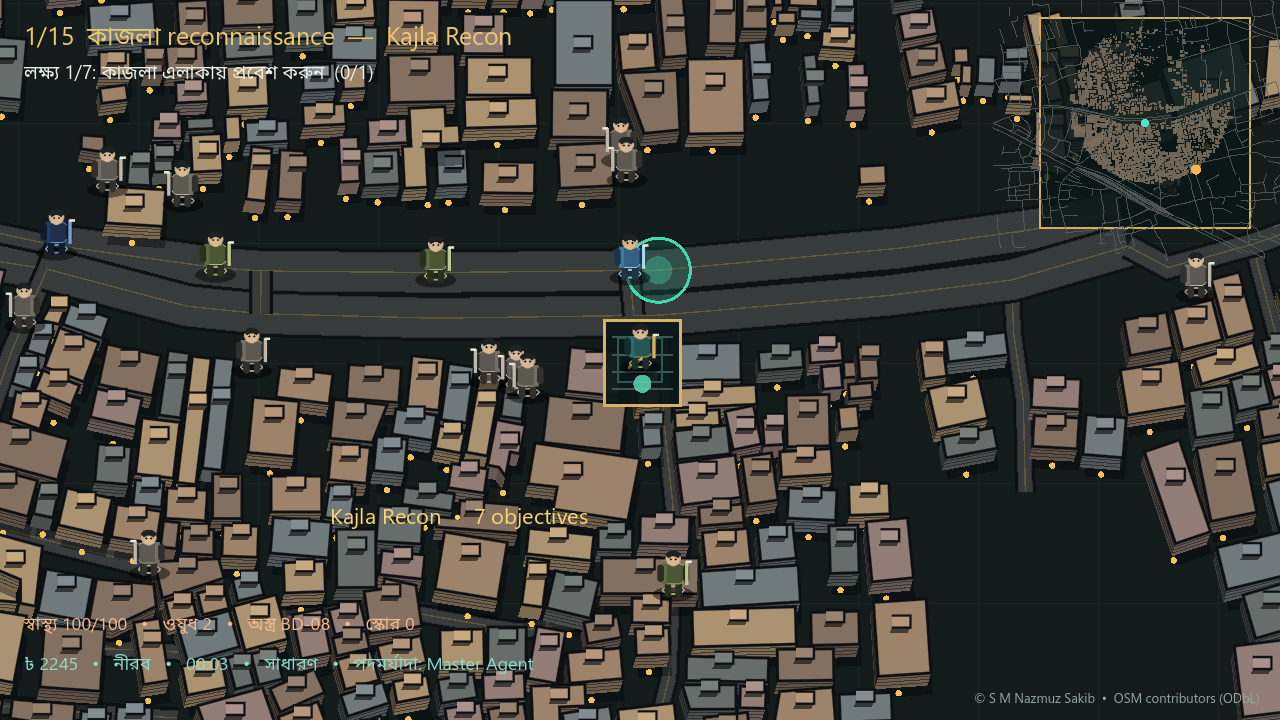 1/15 কাজলা reconnaissance — Kajla Recon
লক্ষ্য 1/7: কাজলা এলাকায় প্রবেশ করুন (0/1)
Kajla Recon • 7 objectives
স্বাস্থ্য 100/100 • ওষুধ 2 • অস্ত্র BD-08 • স্কোর 0
৳ 2245 • নীরব • 00:03 • সাধারণ • পদমর্যাদা: Master Agent
© S M Nazmuz Sakib • OSM contributors (ODbL)